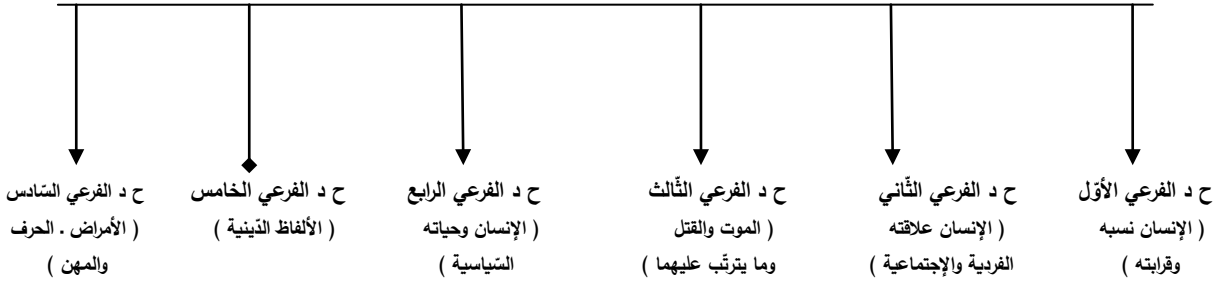 ح د الفرعي الأوّل
( الإنسان نسبه
وقرابته )
ح د الفرعي الثّاني
( الإنسان علاقته
الفردية والإجتماعية )
ح د الفرعي الثّالث
( الموت والقتل
وما يترتّب عليهما )
ح د الفرعي الرابع
( الإنسان وحياته
السّياسية )
ح د الفرعي الخامس
( الألفاظ الدّينية )
ح د الفرعي السّادس
( الأمراض . الحرف
والمهن )